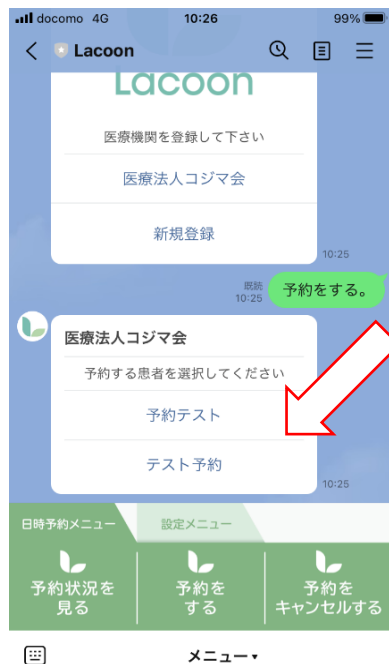 docomo 4G 10:26 99%
Lacoon
Lacoon
医療機関を登録して下さい
医療法人コジマ会
新規登録
10:25
既読
10:25
予約をする。
医療法人コジマ会
予約する患者を選択してください
予約テスト
テスト予約
10:25
日時予約メニュー 設定メニュー
予約状況を
見る
予約を
する
予約を
キャンセルする
メニュー